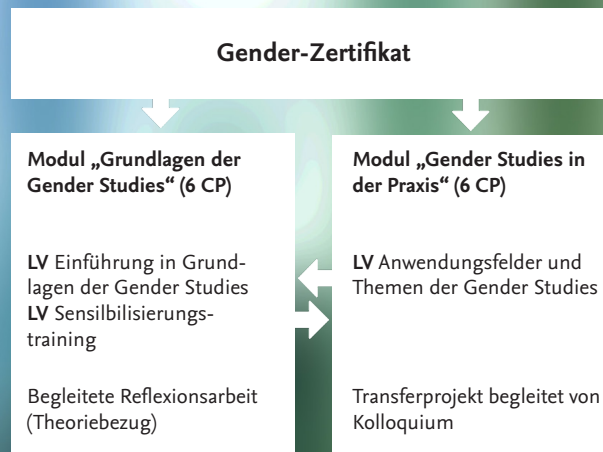 Gender-Zertifikat
Modul „Grundlagen der
Gender Studies“ (6 CP)
LV Einführung in Grund-
lagen der Gender Studies
LV Sensilbilisierungs-
training
Begleitete Reflexionsarbeit
(Theoriebezug)
Modul „Gender Studies in
der Praxis“ (6 CP)
LV Anwendungsfelder und
Themen der Gender Studies
Transferprojekt begleitet von
Kolloquium